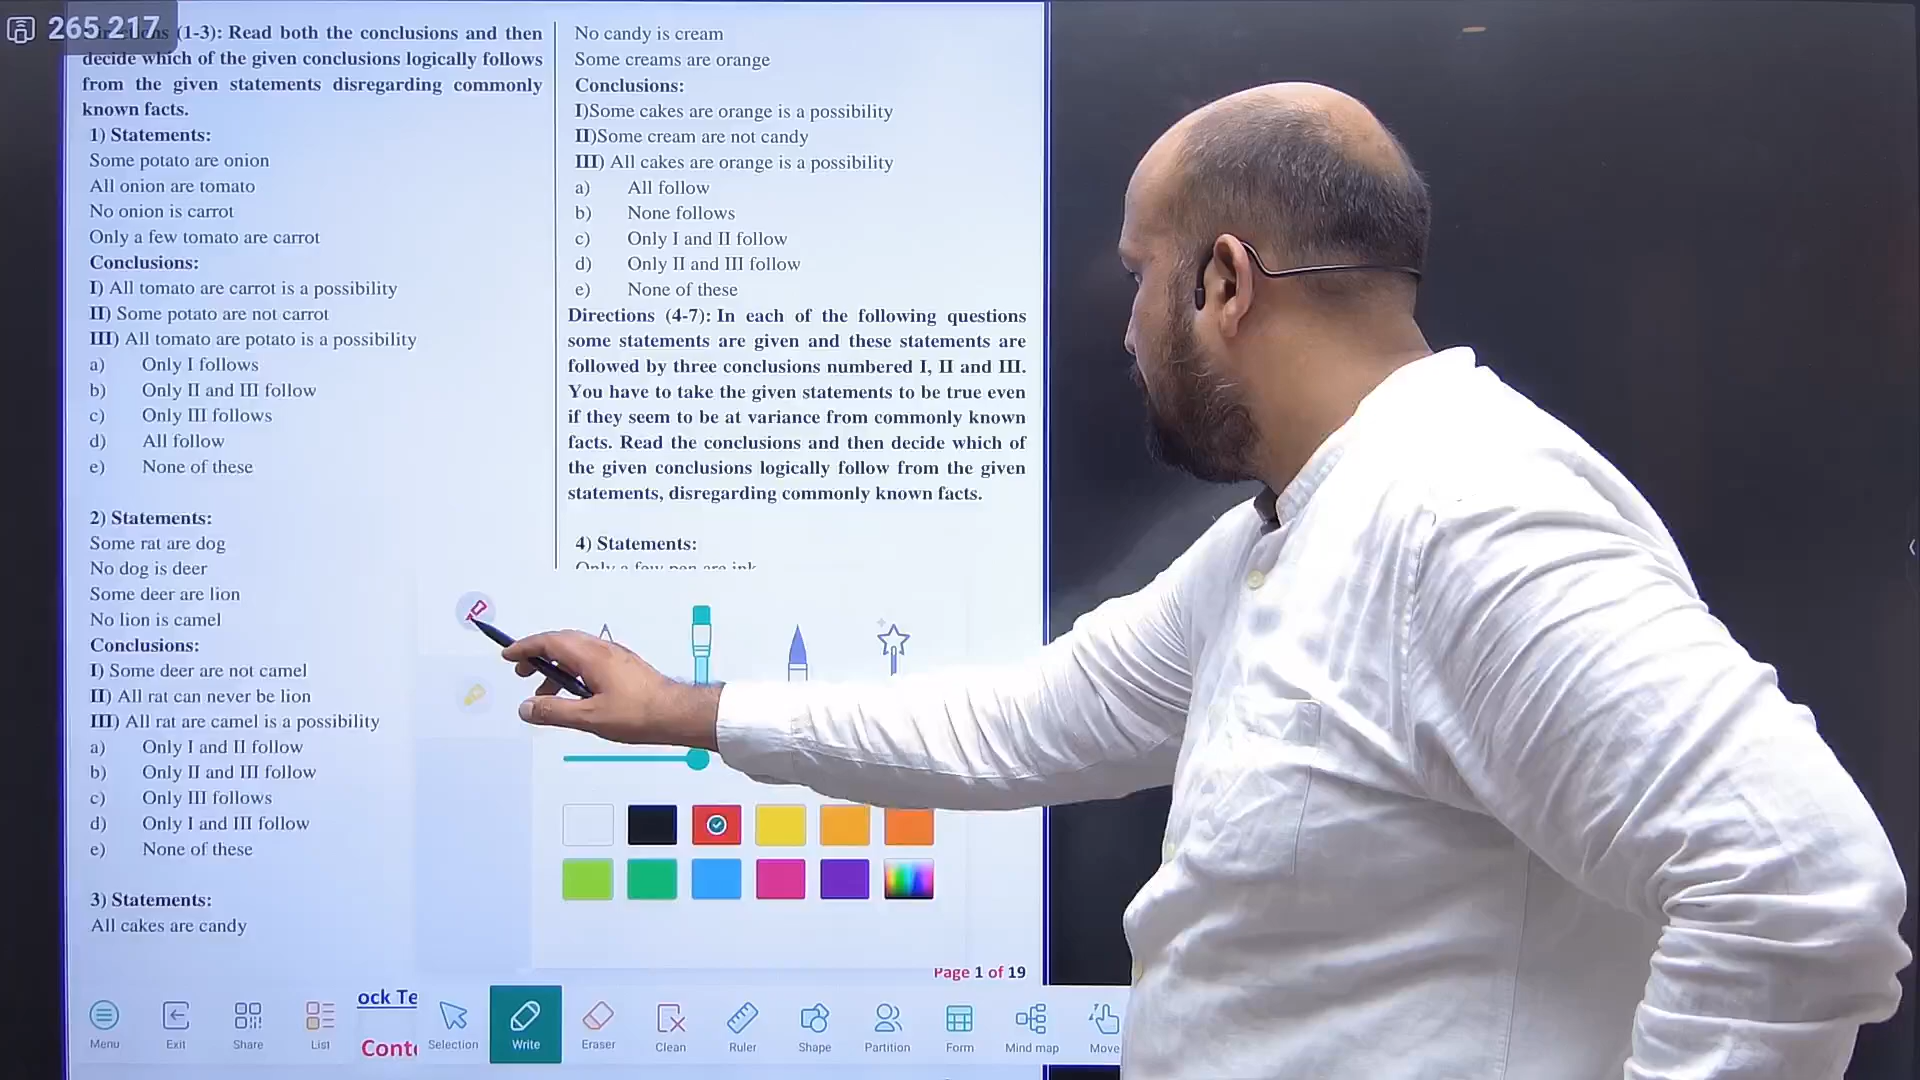 265 217
(1-3): Read both the conclusions and then
decide which of the given conclusions logically follows
from the given statements disregarding commonly
known facts.
1) Statements:
Some potato are onion
All onion are tomato
No onion is carrot
Only a few tomato are carrot
Conclusions:
I) All tomato are carrot is a possibility
II) Some potato are not carrot
III) All tomato are potato is a possibility
a) Only I follows
b) Only II and III follow
c) Only III follows
d) All follow
e) None of these
2) Statements:
Some rat are dog
No dog is deer
Some deer are lion
No lion is camel
Conclusions:
I) Some deer are not camel
II) All rat can never be lion
III) All rat are camel is a possibility
a) Only I and II follow
b) Only II and III follow
c) Only III follows
d) Only I and III follow
e) None of these
3) Statements:
All cakes are candy
No candy is cream
Some creams are orange
Conclusions:
I)Some cakes are orange is a possibility
II)Some cream are not candy
III) All cakes are orange is a possibility
a) All follow
b) None follows
c) Only I and II follow
d) Only II and III follow
e) None of these
Directions (4-7): In each of the following questions
some statements are given and these statements are
followed by three conclusions numbered I, II and III.
You have to take the given statements to be true even
if they seem to be at variance from commonly known
facts. Read the conclusions and then decide which of
the given conclusions logically follow from the given
statements, disregarding commonly known facts.
4) Statements:
Only a few pen are ink
Page 1 of 19
ock Te
Conte
Menu
Exit
Share
List
Selection
Write
Eraser
Clean
Ruler
Shape
Partition
Form
Mind map
Move